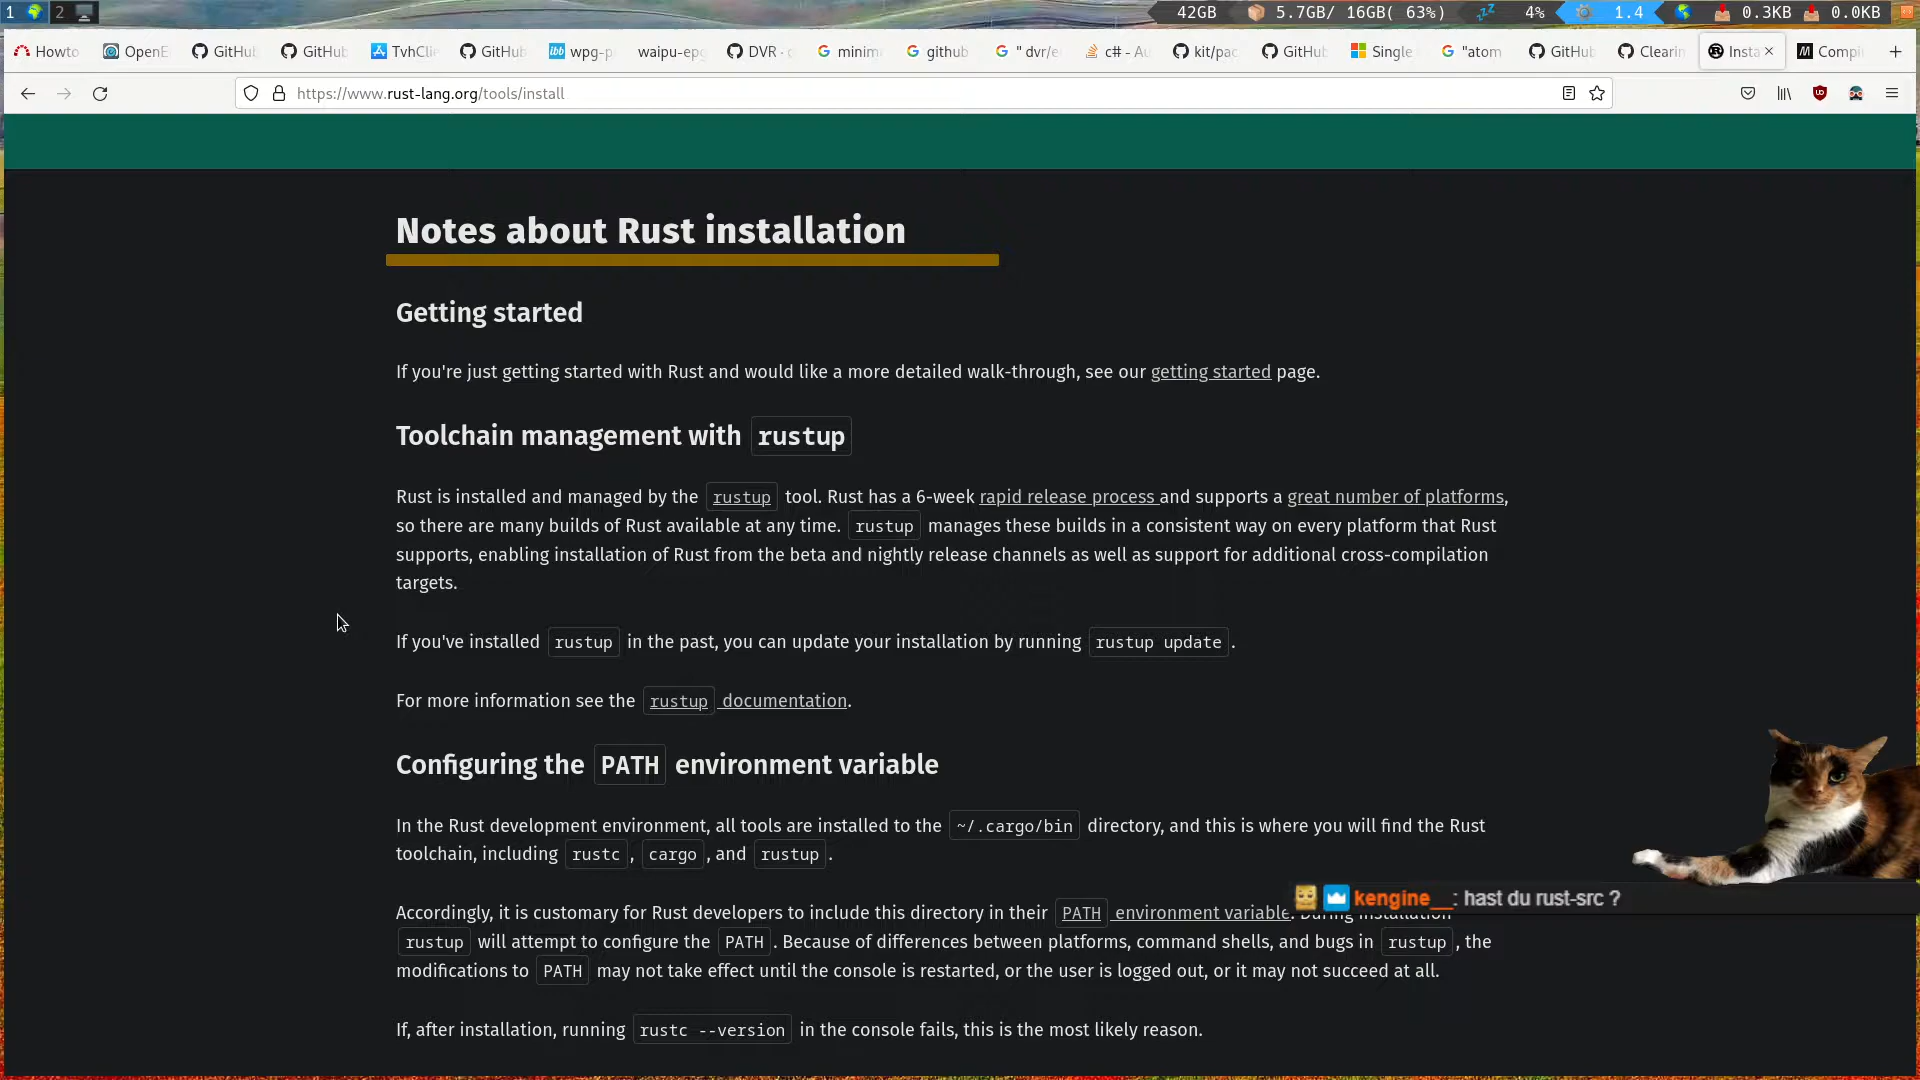 1 2 42GB 5.7GB/ 16GB( 63%) 4% 1.4 0.3KB 0.0KB
Howto OpenE GitHub GitHub TvhClie GitHub wpg-p waipu-epg DVR - minim github " dvr/e c# - Au kit/pac GitHub Single "atom GitHub Clearin Insta Compi
https://www.rust-lang.org/tools/install
Notes about Rust installation
Getting started
If you're just getting started with Rust and would like a more detailed walk-through, see our getting started page.
Toolchain management with rustup
Rust is installed and managed by the rustup tool. Rust has a 6-week rapid release process and supports a great number of platforms,
so there are many builds of Rust available at any time. rustup manages these builds in a consistent way on every platform that Rust
supports, enabling installation of Rust from the beta and nightly release channels as well as support for additional cross-compilation
targets.
If you've installed rustup in the past, you can update your installation by running rustup update.
For more information see the rustup documentation.
Configuring the PATH environment variable
In the Rust development environment, all tools are installed to the ~/.cargo/bin directory, and this is where you will find the Rust
toolchain, including rustc, cargo, and rustup.
kengine__: hast du rust-src ?
Accordingly, it is customary for Rust developers to include this directory in their PATH environment variable. During installation
rustup will attempt to configure the PATH. Because of differences between platforms, command shells, and bugs in rustup, the
modifications to PATH may not take effect until the console is restarted, or the user is logged out, or it may not succeed at all.
If, after installation, running rustc --version in the console fails, this is the most likely reason.